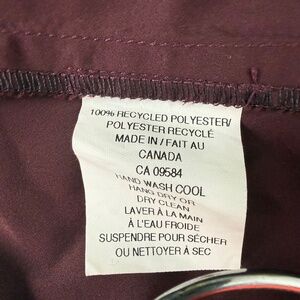 100% RECYCLED POLYESTER/
POLYESTER RECYCLÉ
MADE IN / FAIT AU
CANADA
CA 09584
HAND WASH COOL
HANG DRY OR
DRY CLEAN
LAVER À LA MAIN
À L'EAU FROIDE
SUSPENDRE POUR SÉCHER
OU NETTOYER À SEC